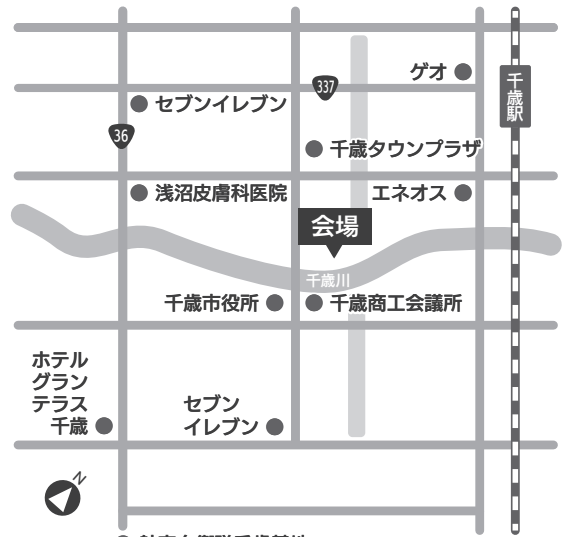 ゲオ
千歳駅
337
セブンイレブン
36
千歳タウンプラザ
浅沼皮膚科医院
エネオス
会場
千歳川
千歳市役所
千歳商工会議所
ホテル
グラン
テラス
千歳
セブン
イレブン
N